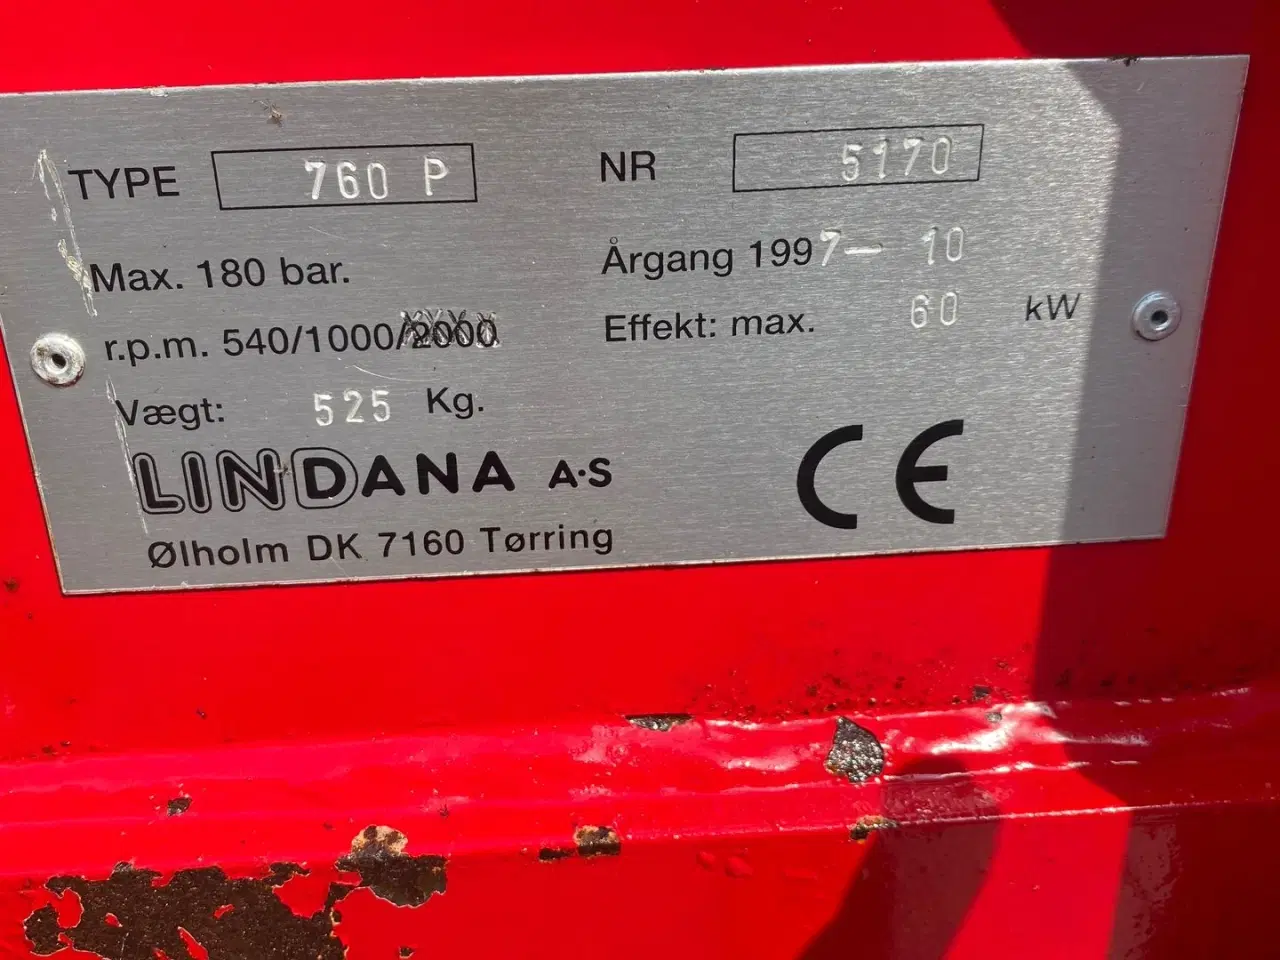 TYPE 760 P NR 5170
Max. 180 bar. Årgang 1997- 10
r.p.m. 540/1000/2000 Effekt: max. 60 kW
Vægt: 525 Kg.
LINDANA A·S CE
Ølholm DK 7160 Tørring